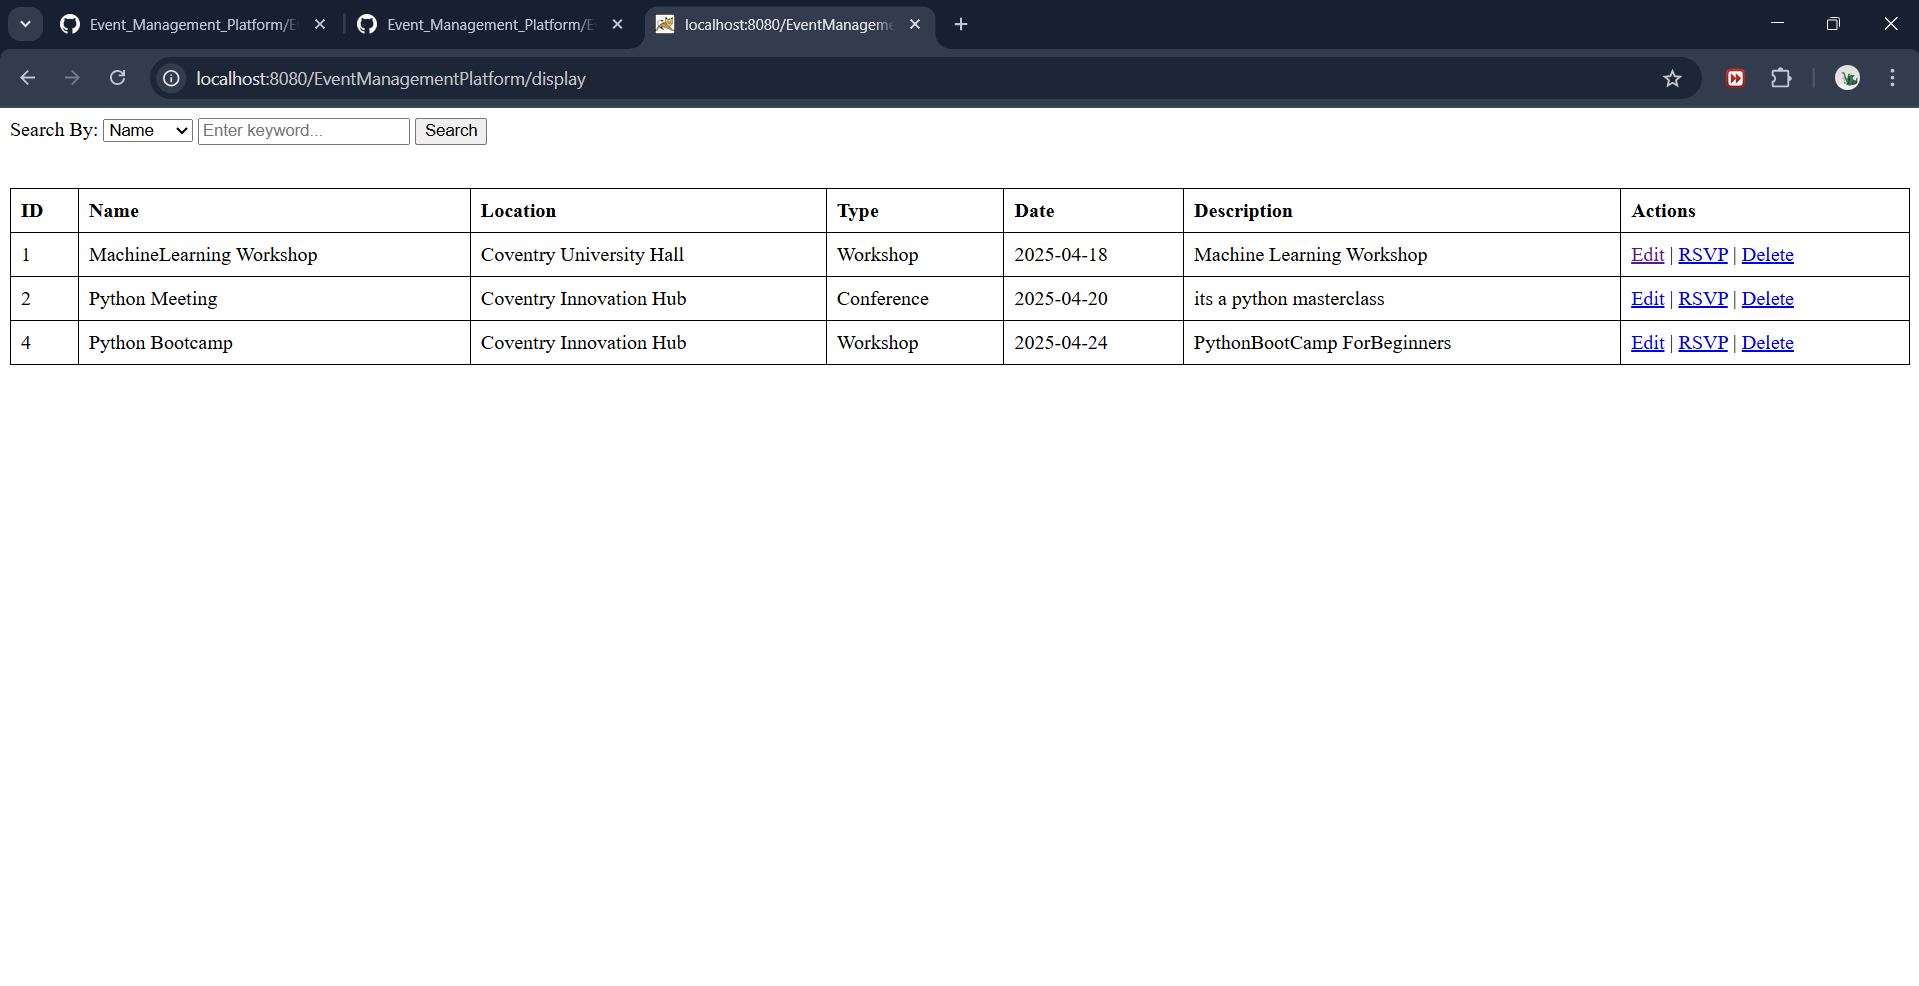 Event_Management_Platform/E
Event_Management_Platform/E
localhost:8080/EventManageme
localhost:8080/EventManagementPlatform/display
Search By: Name Enter keyword... Search
ID Name Location Type Date Description Actions
1 MachineLearning Workshop Coventry University Hall Workshop 2025-04-18 Machine Learning Workshop Edit | RSVP | Delete
2 Python Meeting Coventry Innovation Hub Conference 2025-04-20 its a python masterclass Edit | RSVP | Delete
4 Python Bootcamp Coventry Innovation Hub Workshop 2025-04-24 PythonBootCamp ForBeginners Edit | RSVP | Delete